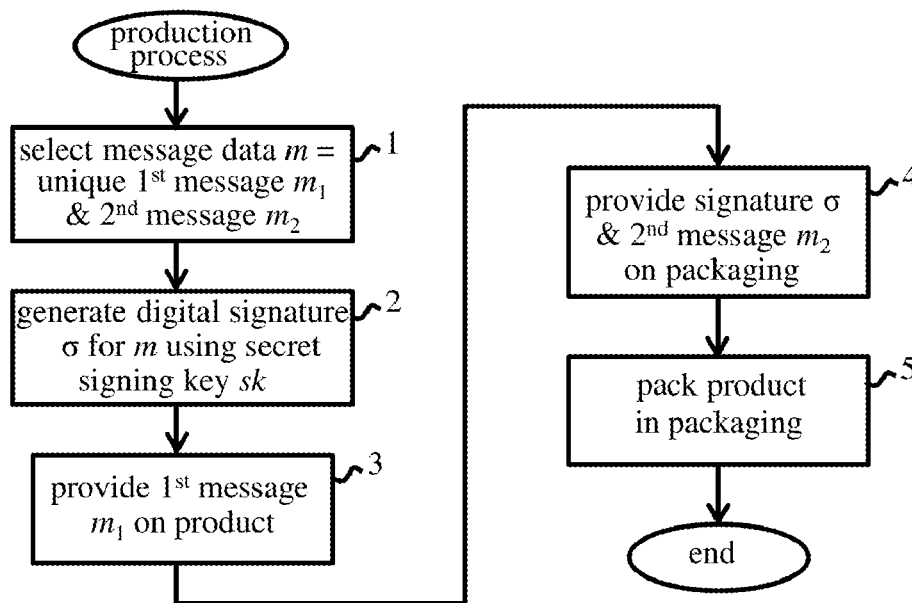 production
process
1
select message data m =
unique 1st message m1
& 2nd message m2
2
generate digital signature
σ for m using secret
signing key sk
3
provide 1st message
m1 on product
4
provide signature σ
& 2nd message m2
on packaging
5
pack product
in packaging
end